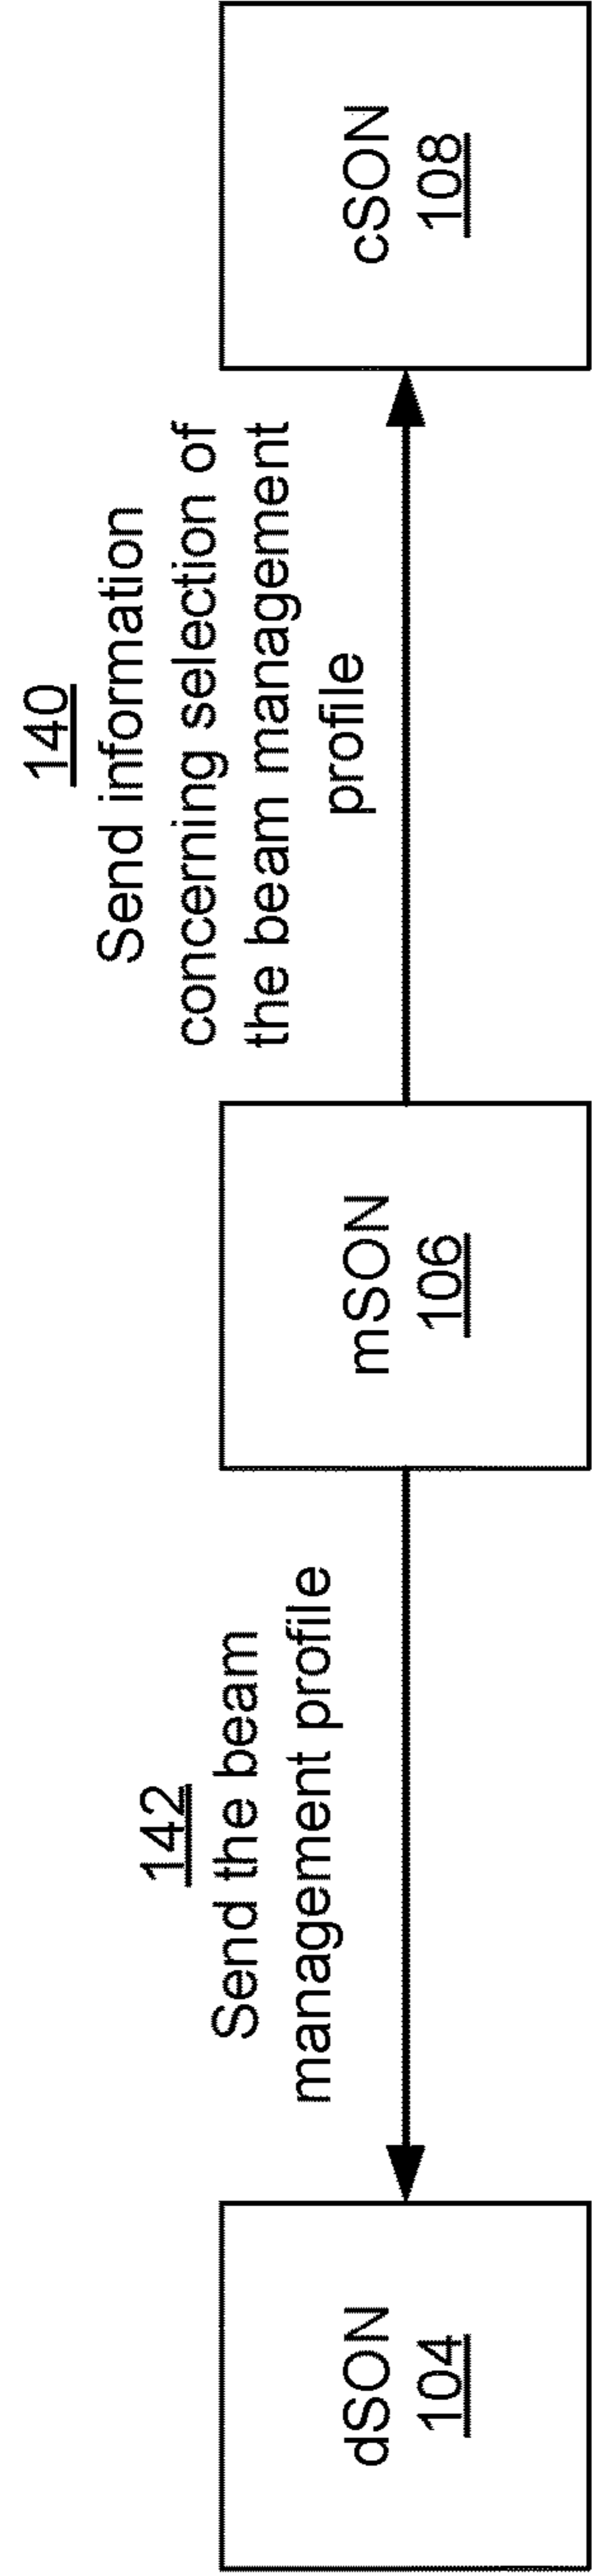 dSON
104
142
Send the beam
management profile
mSON
106
140
Send information
concerning selection of
the beam management
profile
cSON
108